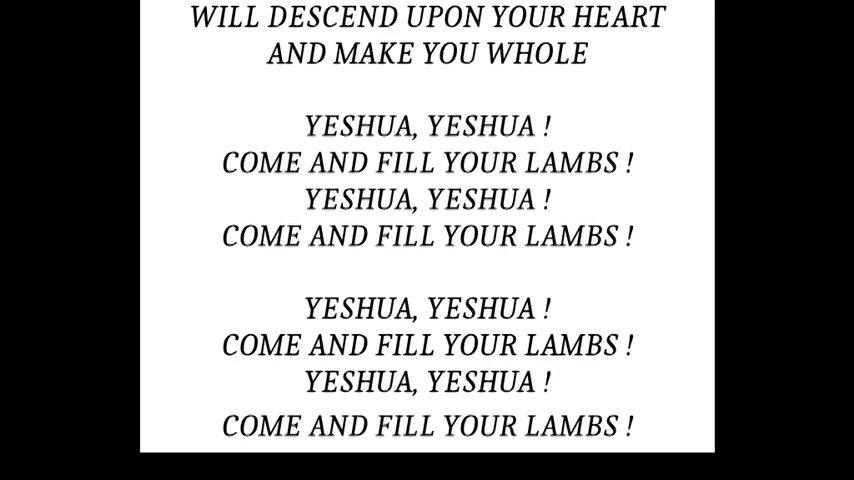 WILL DESCEND UPON YOUR HEART
AND MAKE YOU WHOLE
YESHUA, YESHUA !
COME AND FILL YOUR LAMBS !
YESHUA, YESHUA !
COME AND FILL YOUR LAMBS !
YESHUA, YESHUA !
COME AND FILL YOUR LAMBS !
YESHUA, YESHUA !
COME AND FILL YOUR LAMBS !